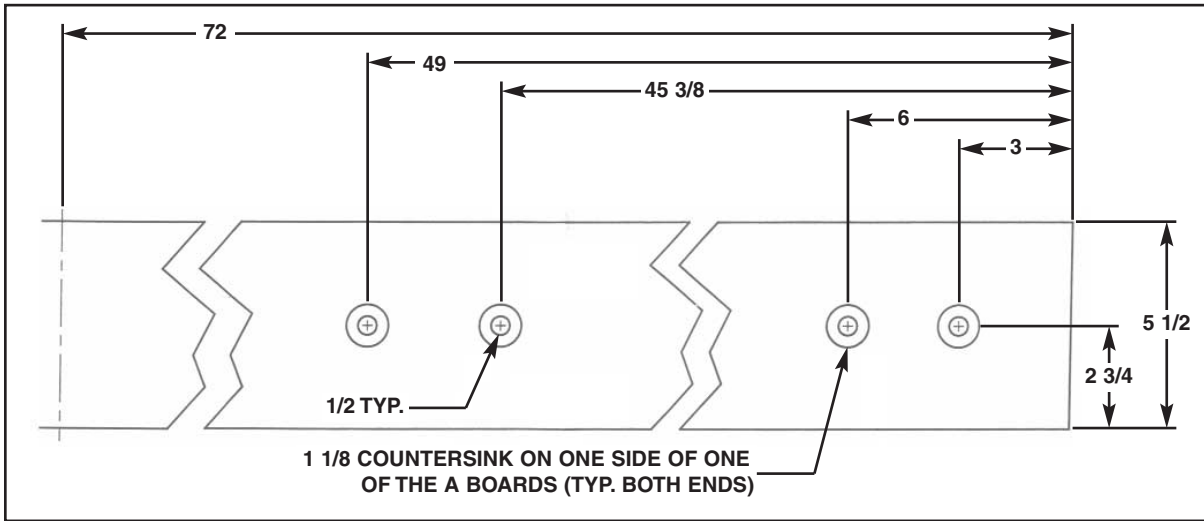 72
49
45 3/8
6
3
5 1/2
2 3/4
1/2 TYP.
1 1/8 COUNTERSINK ON ONE SIDE OF ONE
OF THE A BOARDS (TYP. BOTH ENDS)